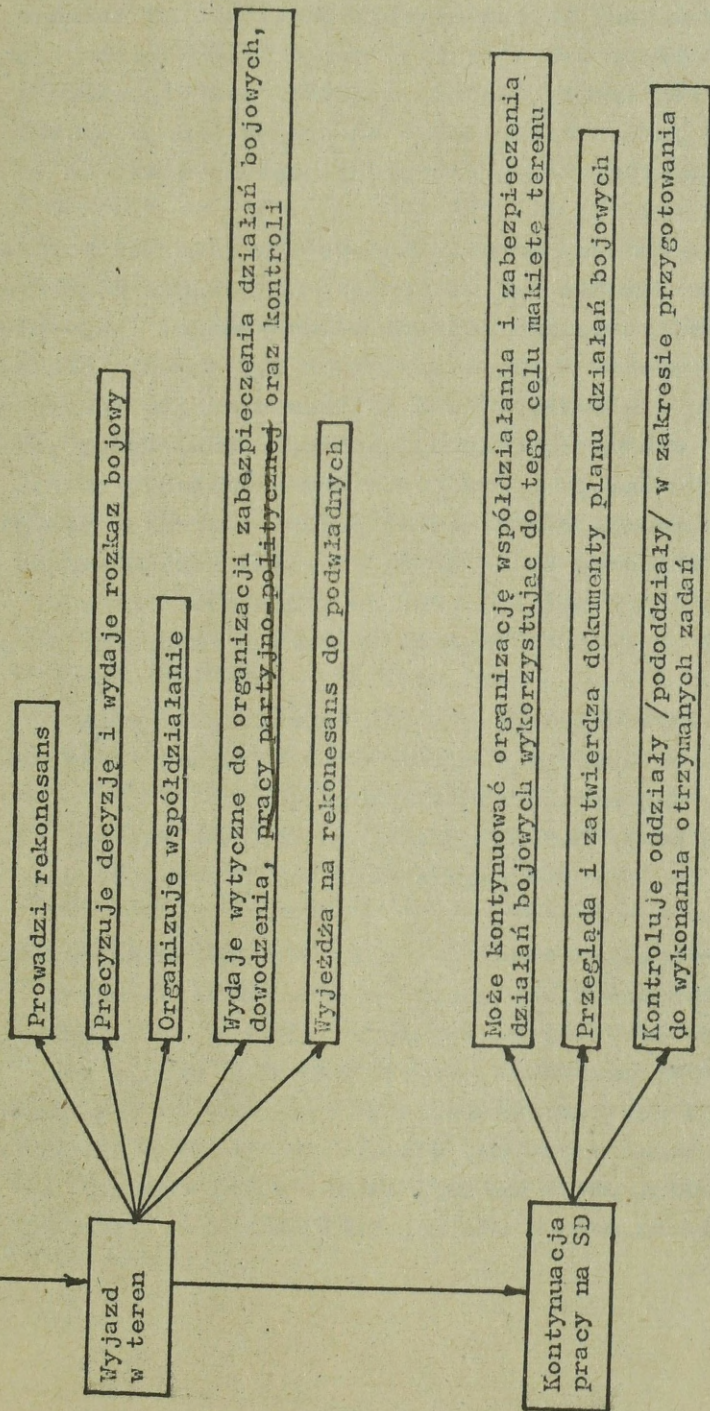 Wyjazd
w teren
Prowadzi rekonesans
Precyzuje decyzję i wydaje rozkaz bojowy
Organizuje współdziałanie
Wydaje wytyczne do organizacji zabezpieczenia działań bojowych,
dowodzenia, pracy partyjno-politycznej oraz kontroli
Wyjeżdża na rekonesans do podwładnych
Kontynuacja
pracy na SD
Może kontynuować organizację współdziałania i zabezpieczenia
działań bojowych wykorzystując do tego celu makietę terenu
Przegląda i zatwierdza dokumenty planu działań bojowych
Kontroluje oddziały /pododdziały/ w zakresie przygotowania
do wykonania otrzymanych zadań